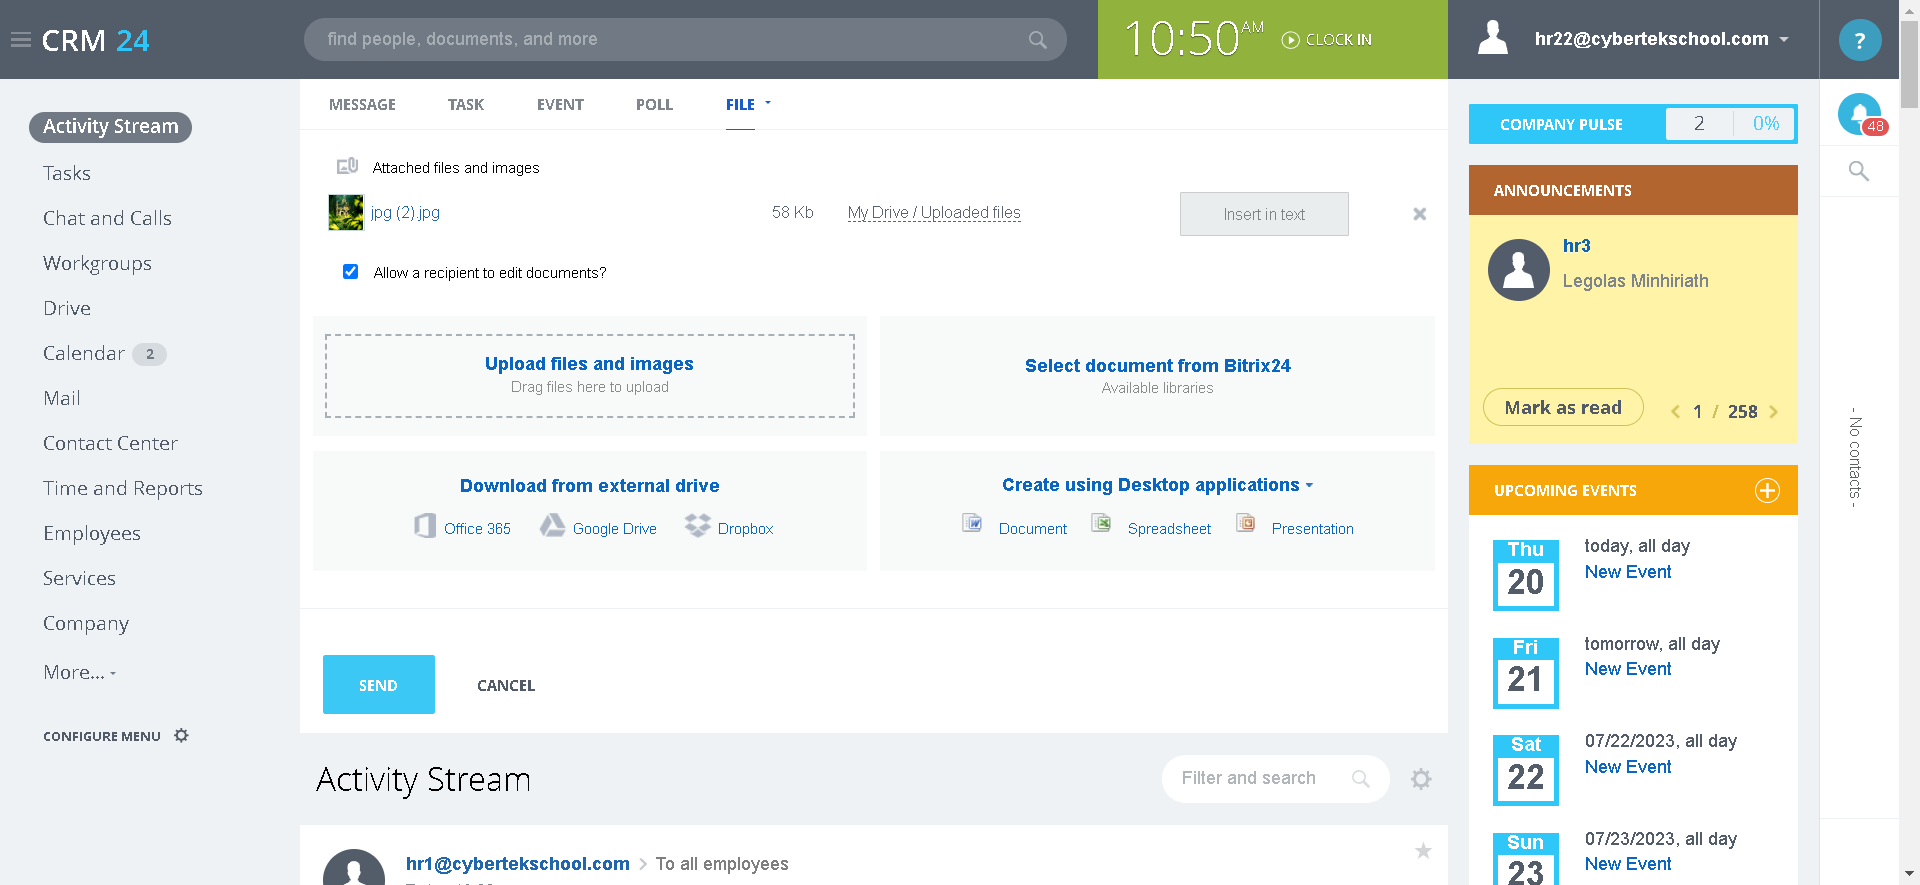 CRM 24
find people, documents, and more
10:50 AM
CLOCK IN
hr22@cybertekschool.com
?
Activity Stream
Tasks
Chat and Calls
Workgroups
Drive
Calendar 2
Mail
Contact Center
Time and Reports
Employees
Services
Company
More...
CONFIGURE MENU
MESSAGE TASK EVENT POLL FILE
Attached files and images
jpg (2).jpg 58 Kb My Drive / Uploaded files Insert in text
Allow a recipient to edit documents?
Upload files and images
Drag files here to upload
Select document from Bitrix24
Available libraries
Download from external drive
Office 365 Google Drive Dropbox
Create using Desktop applications
Document Spreadsheet Presentation
SEND CANCEL
Activity Stream
Filter and search
hr1@cybertekschool.com To all employees
COMPANY PULSE 2 0%
ANNOUNCEMENTS
hr3
Legolas Minhiriath
Mark as read 1 / 258
UPCOMING EVENTS
Thu
20
today, all day
New Event
Fri
21
tomorrow, all day
New Event
Sat
22
07/22/2023, all day
New Event
Sun
23
07/23/2023, all day
New Event
48
- No contacts -